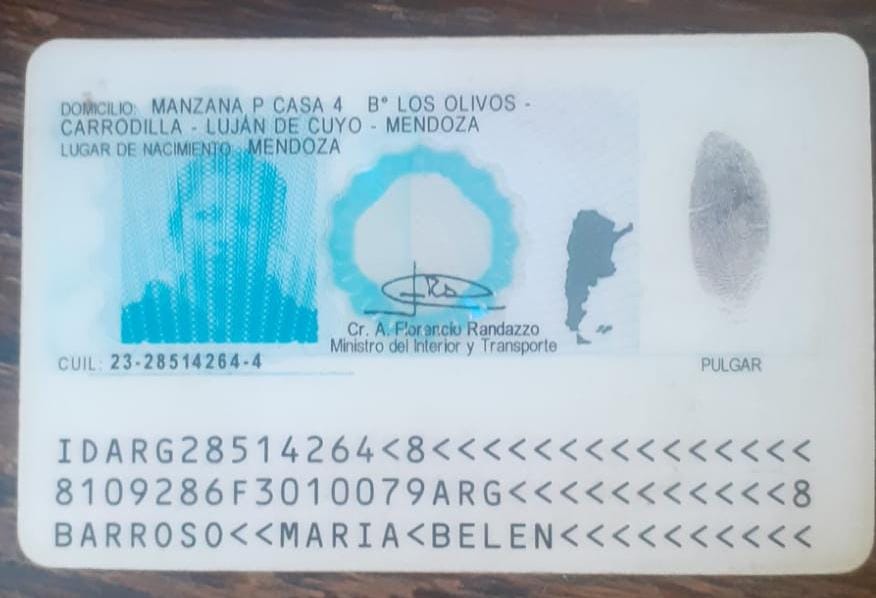 DOMICILIO: MANZANA P CASA 4 B° LOS OLIVOS -
CARRODILLA - LUJÁN DE CUYO - MENDOZA
LUGAR DE NACIMIENTO: MENDOZA
Cr. A. Florencio Randazzo
Ministro del Interior y Transporte
CUIL: 23-28514264-4
PULGAR
IDARG28514264<8<<<<<<<<<<<<<<<
8109286F3010079ARG<<<<<<<<<<<8
BARROSO<<MARIA<BELEN<<<<<<<<<<